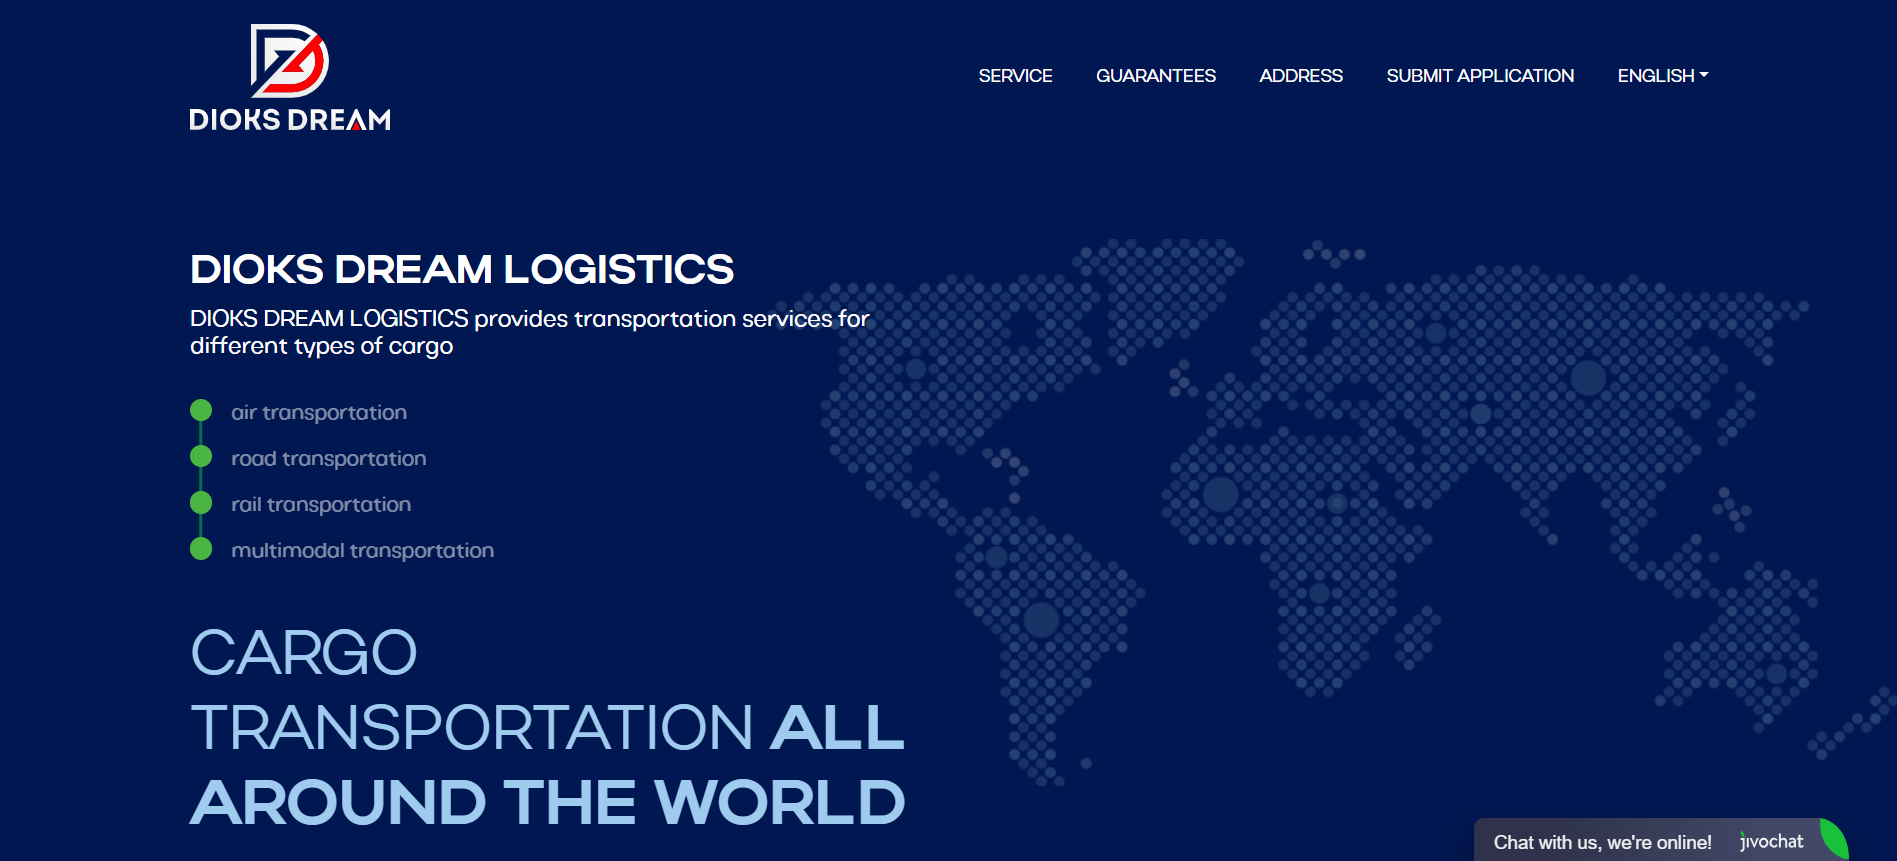 DIOKS DREAM
SERVICE
GUARANTEES
ADDRESS
SUBMIT APPLICATION
ENGLISH
DIOKS DREAM LOGISTICS
DIOKS DREAM LOGISTICS provides transportation services for
different types of cargo
air transportation
road transportation
rail transportation
multimodal transportation
CARGO
TRANSPORTATION ALL
AROUND THE WORLD
Chat with us, we're online!
jivochat